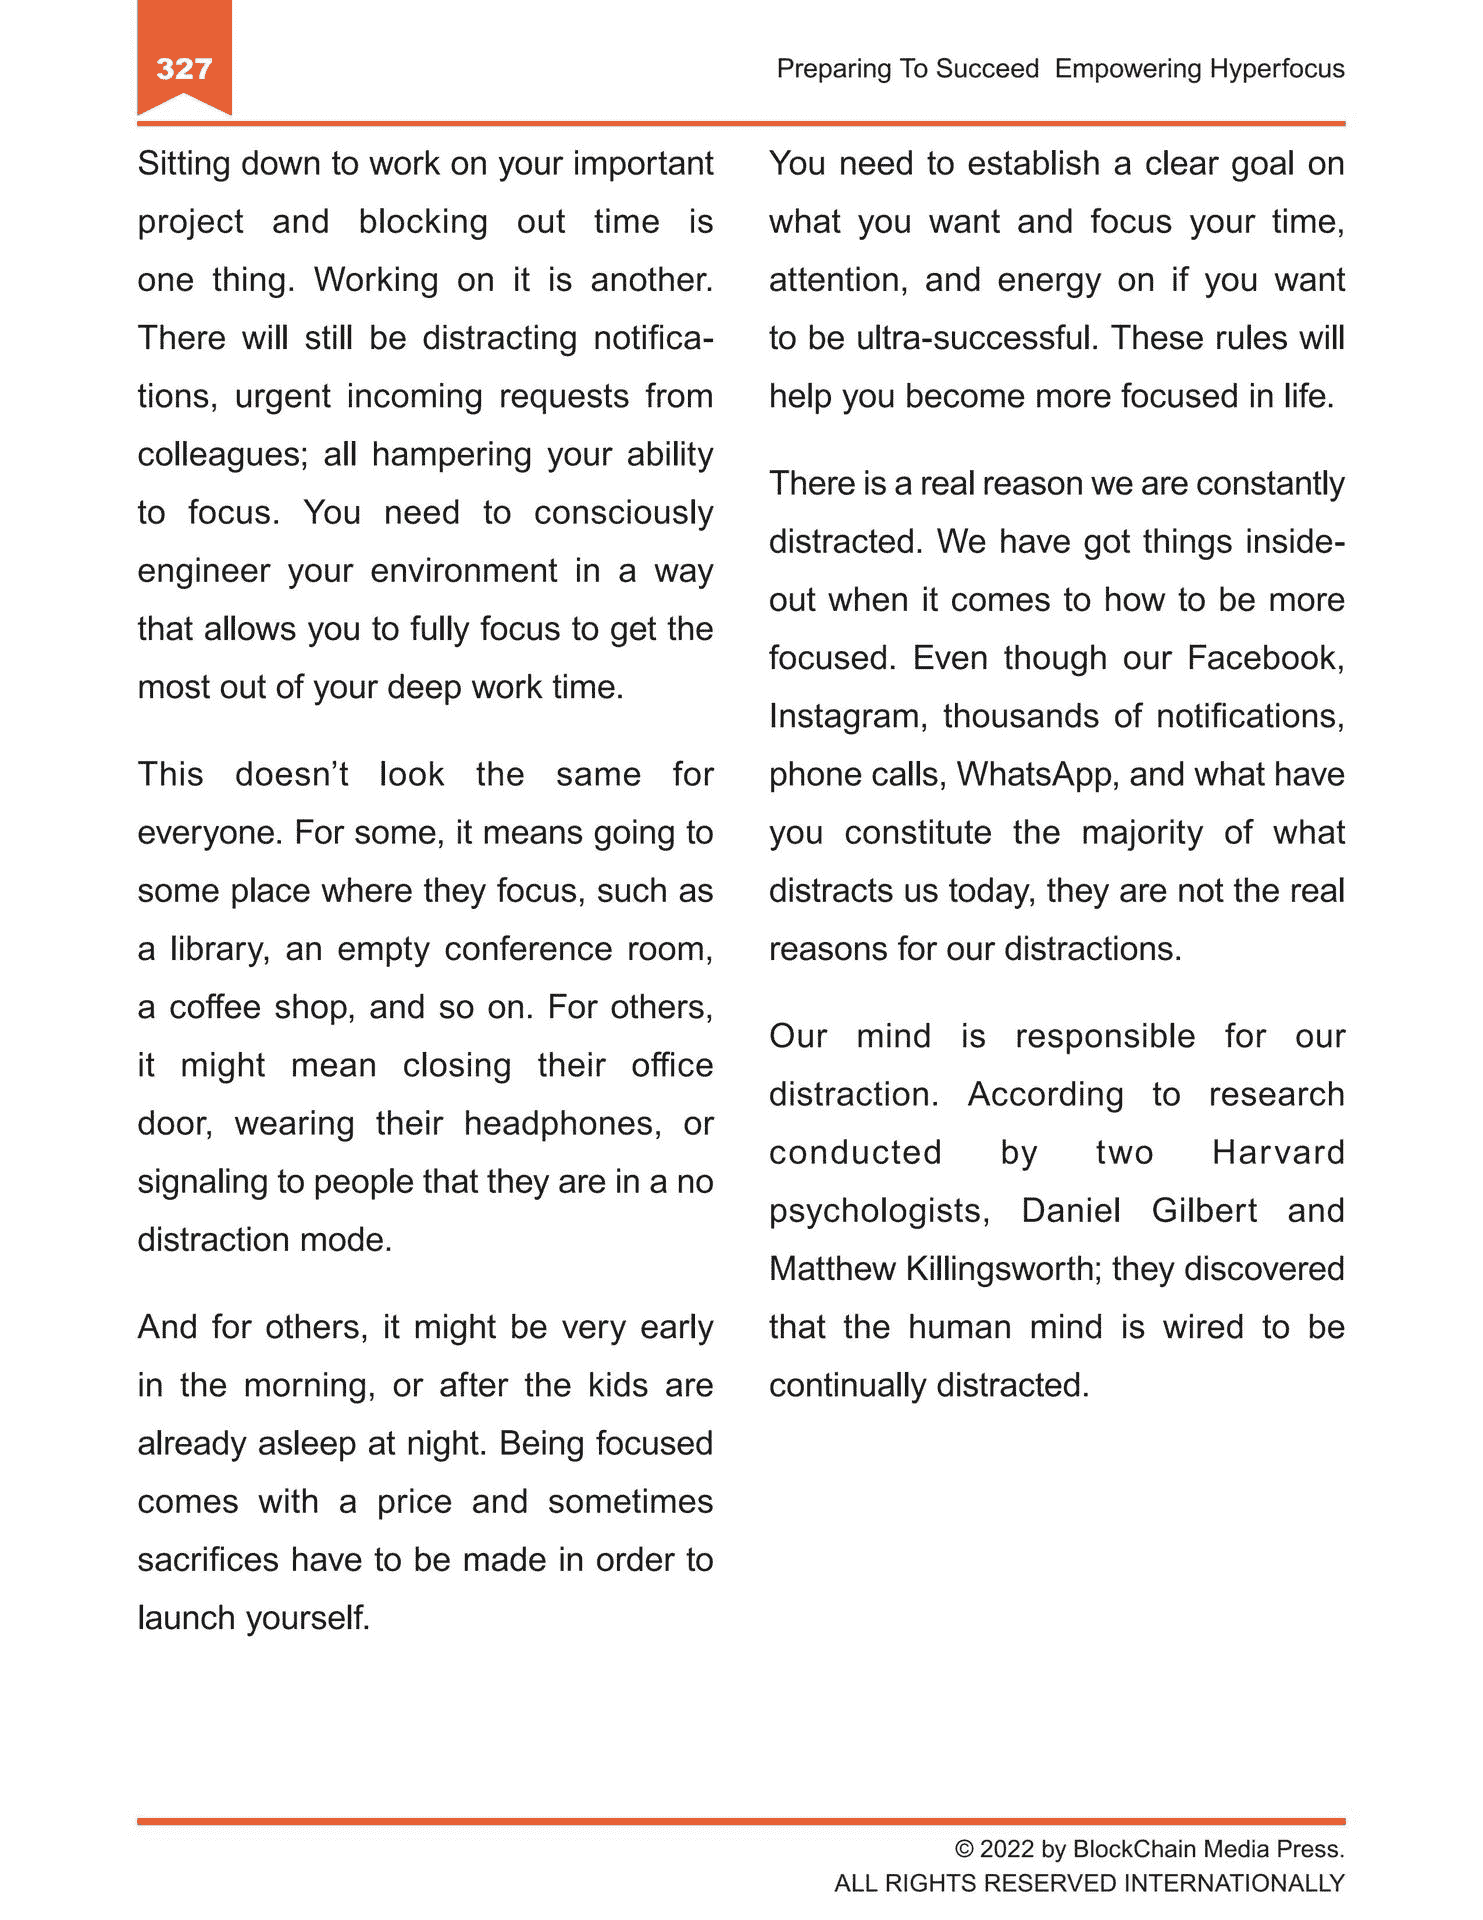 327
Preparing To Succeed  Empowering Hyperfocus
Sitting down to work on your important
project and blocking out time is
one thing. Working on it is another.
There will still be distracting notifica-
tions, urgent incoming requests from
colleagues; all hampering your ability
to focus. You need to consciously
engineer your environment in a way
that allows you to fully focus to get the
most out of your deep work time.
This doesn’t look the same for
everyone. For some, it means going to
some place where they focus, such as
a library, an empty conference room,
a coffee shop, and so on. For others,
it might mean closing their office
door, wearing their headphones, or
signaling to people that they are in a no
distraction mode.
And for others, it might be very early
in the morning, or after the kids are
already asleep at night. Being focused
comes with a price and sometimes
sacrifices have to be made in order to
launch yourself.
You need to establish a clear goal on
what you want and focus your time,
attention, and energy on if you want
to be ultra-successful. These rules will
help you become more focused in life.
There is a real reason we are constantly
distracted. We have got things inside-
out when it comes to how to be more
focused. Even though our Facebook,
Instagram, thousands of notifications,
phone calls, WhatsApp, and what have
you constitute the majority of what
distracts us today, they are not the real
reasons for our distractions.
Our mind is responsible for our
distraction. According to research
conducted by two Harvard
psychologists, Daniel Gilbert and
Matthew Killingsworth; they discovered
that the human mind is wired to be
continually distracted.
© 2022 by BlockChain Media Press.
ALL RIGHTS RESERVED INTERNATIONALLY